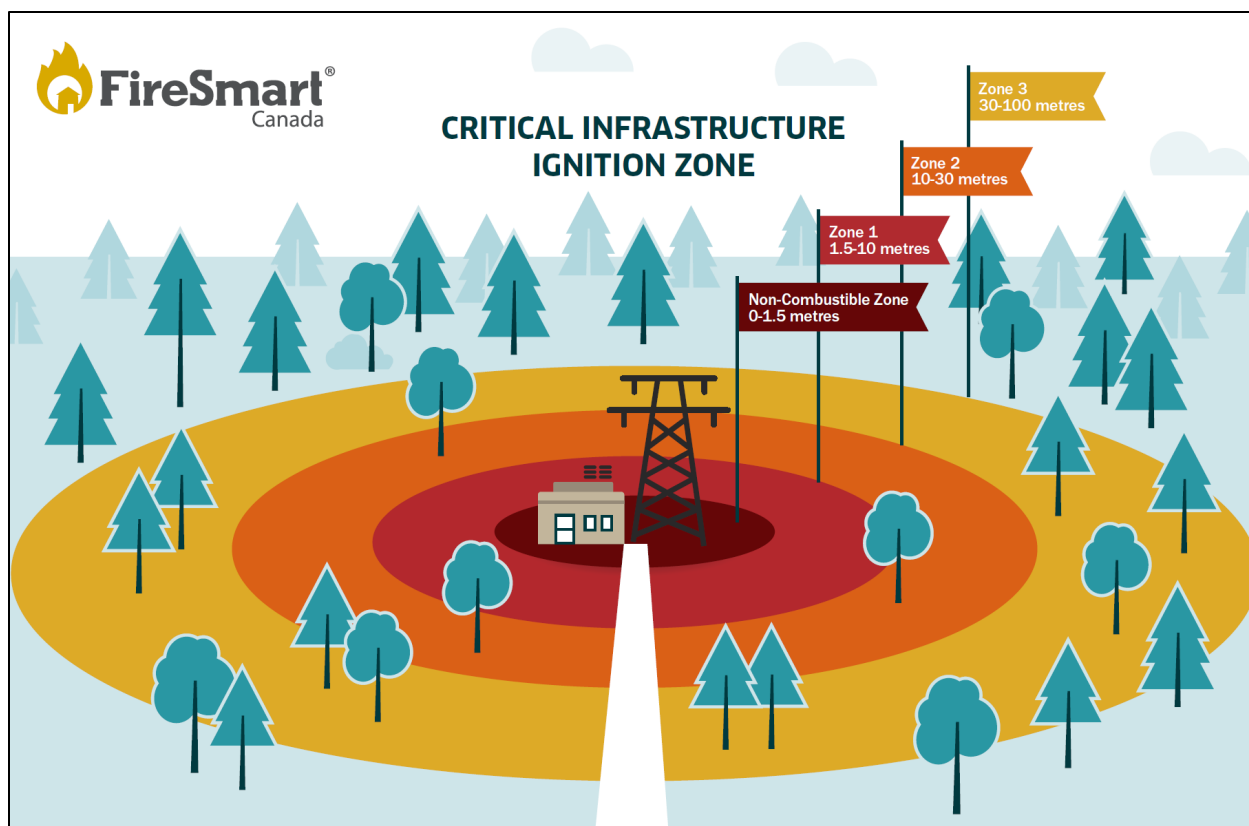 FireSmart®
Canada
CRITICAL INFRASTRUCTURE
IGNITION ZONE
Zone 3
30-100 metres
Zone 2
10-30 metres
Zone 1
1.5-10 metres
Non-Combustible Zone
0-1.5 metres